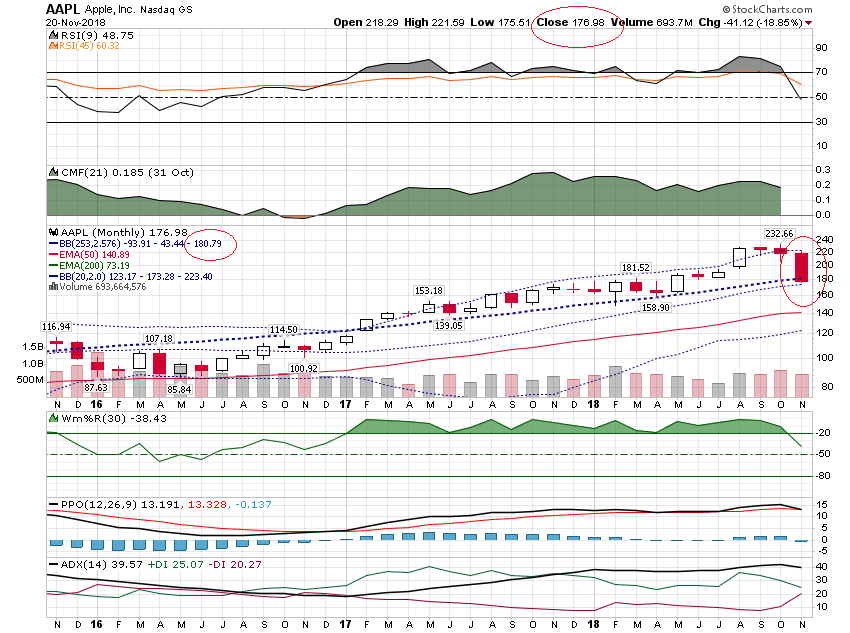 AAPL Apple, Inc. Nasdaq GS © StockCharts.com
20-Nov-2018 Open 218.29 High 221.59 Low 175.51 Close 176.98 Volume 693.7M Chg -41.12 (-18.85%)
RSI(9) 48.75
RSI(45) 60.32
90
70
50
30
10
CMF(21) 0.185 (31 Oct)
0.3
0.2
0.1
0.0
AAPL (Monthly) 176.98
BB(253,2.576) -93.91 - 43.44 - 180.79
EMA(50) 140.89
EMA(200) 73.19
BB(20,2.0) 123.17 - 173.28 - 223.40
Volume 693,664,576
232.66
240
220
200
180
181.52
160
153.18
158.90
140
139.05
116.94
114.50
120
107.18
1.5B
100.92
100
1.0B
500M
87.63
85.84
80
N D 16 F M A M J J A S O N D 17 F M A M J J A S O N D 18 F M A M J J A S O N
Wm%R(30) -38.43
-20
-50
-80
PPO(12,26,9) 13.191, 13.328, -0.137
15
10
5
0
-5
ADX(14) 39.57 +DI 25.07 -DI 20.27
40
30
20
10
N D 16 F M A M J J A S O N D 17 F M A M J J A S O N D 18 F M A M J J A S O N